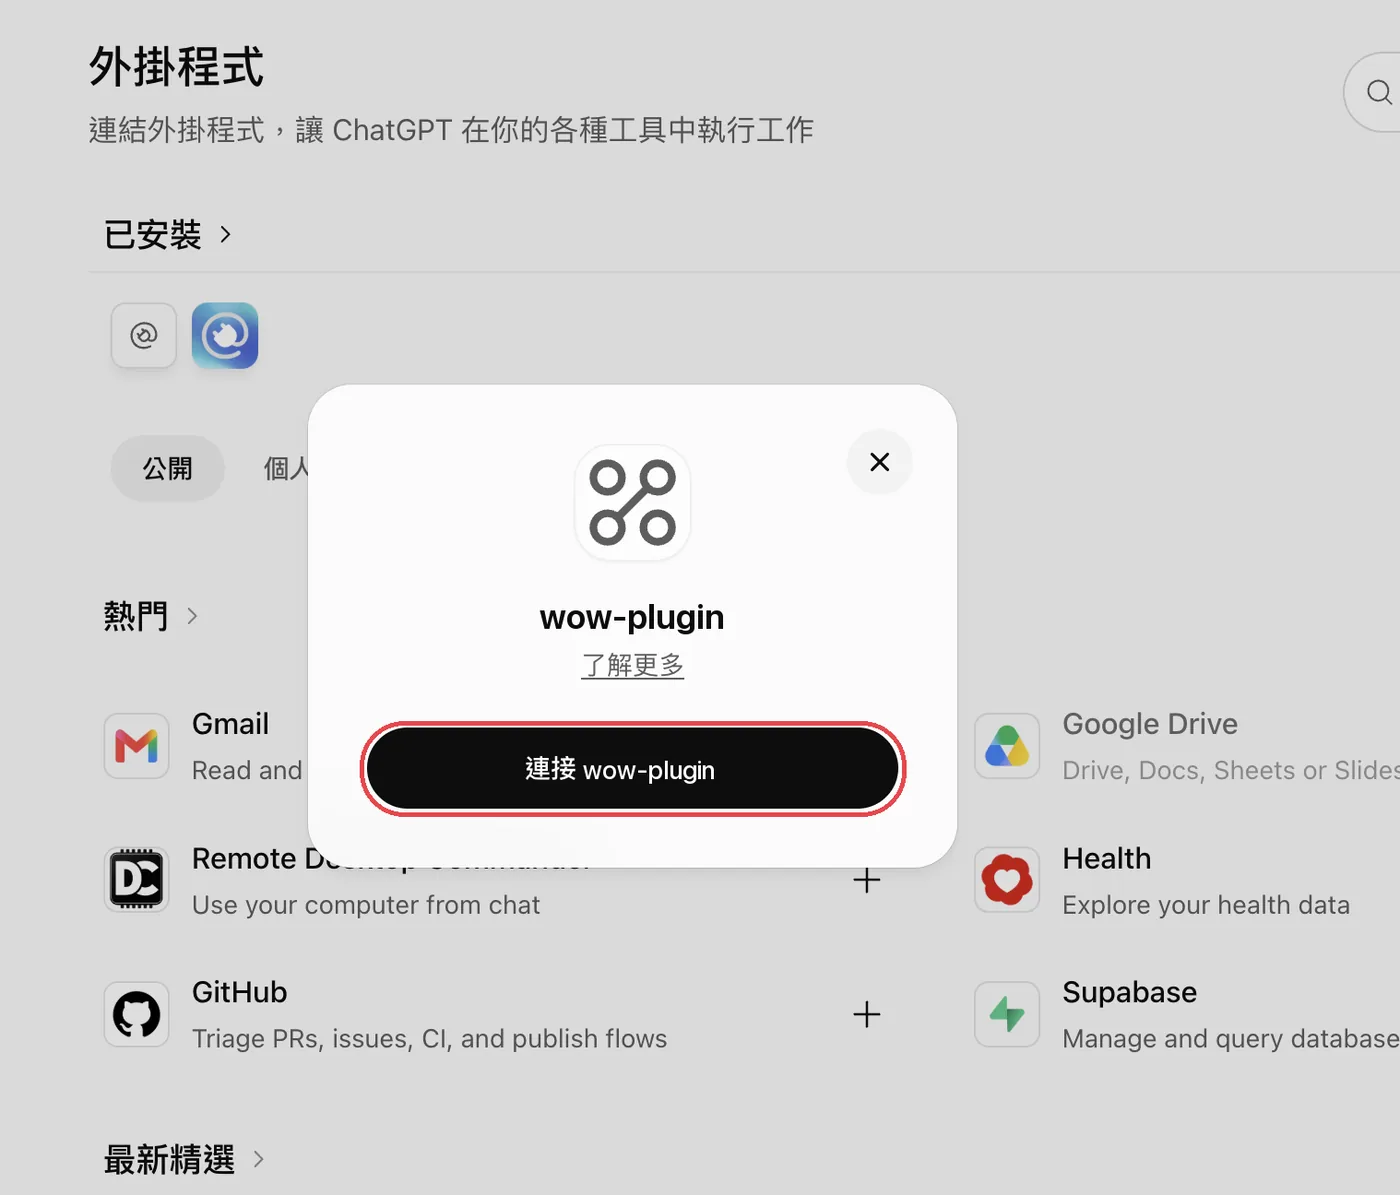 外掛程式
連結外掛程式，讓 ChatGPT 在你的各種工具中執行工作
已安裝
公開
個人
wow-plugin
了解更多
連接 wow-plugin
熱門
Gmail
Read and
Google Drive
Drive, Docs, Sheets or Slides
Remote Desktop Commander
Use your computer from chat
Health
Explore your health data
GitHub
Triage PRs, issues, CI, and publish flows
Supabase
Manage and query database
最新精選